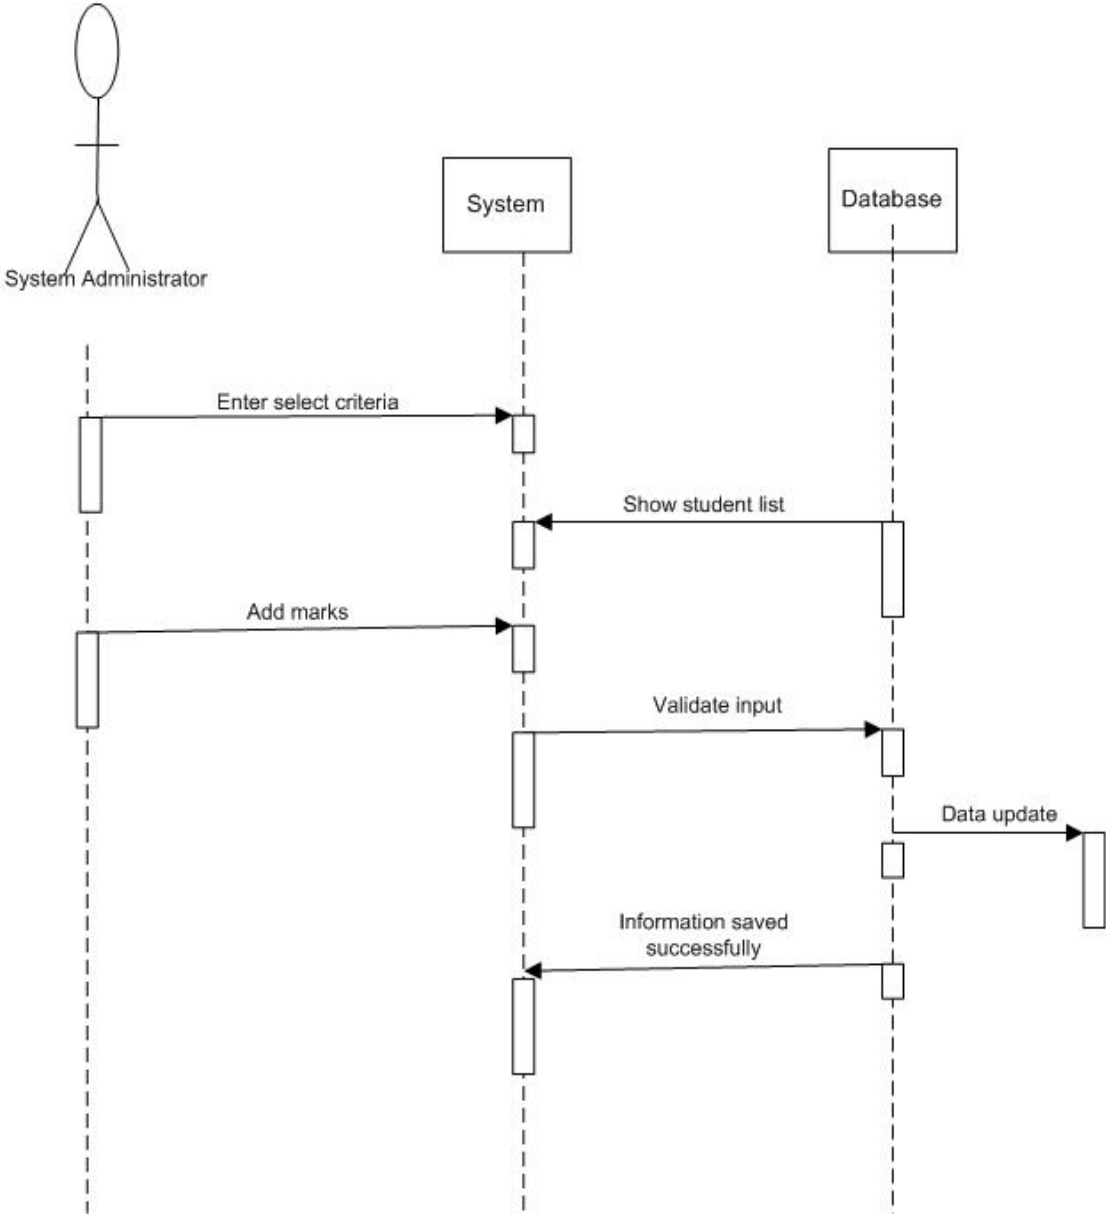 System
Database
System Administrator
Enter select criteria
Show student list
Add marks
Validate input
Data update
Information saved
successfully